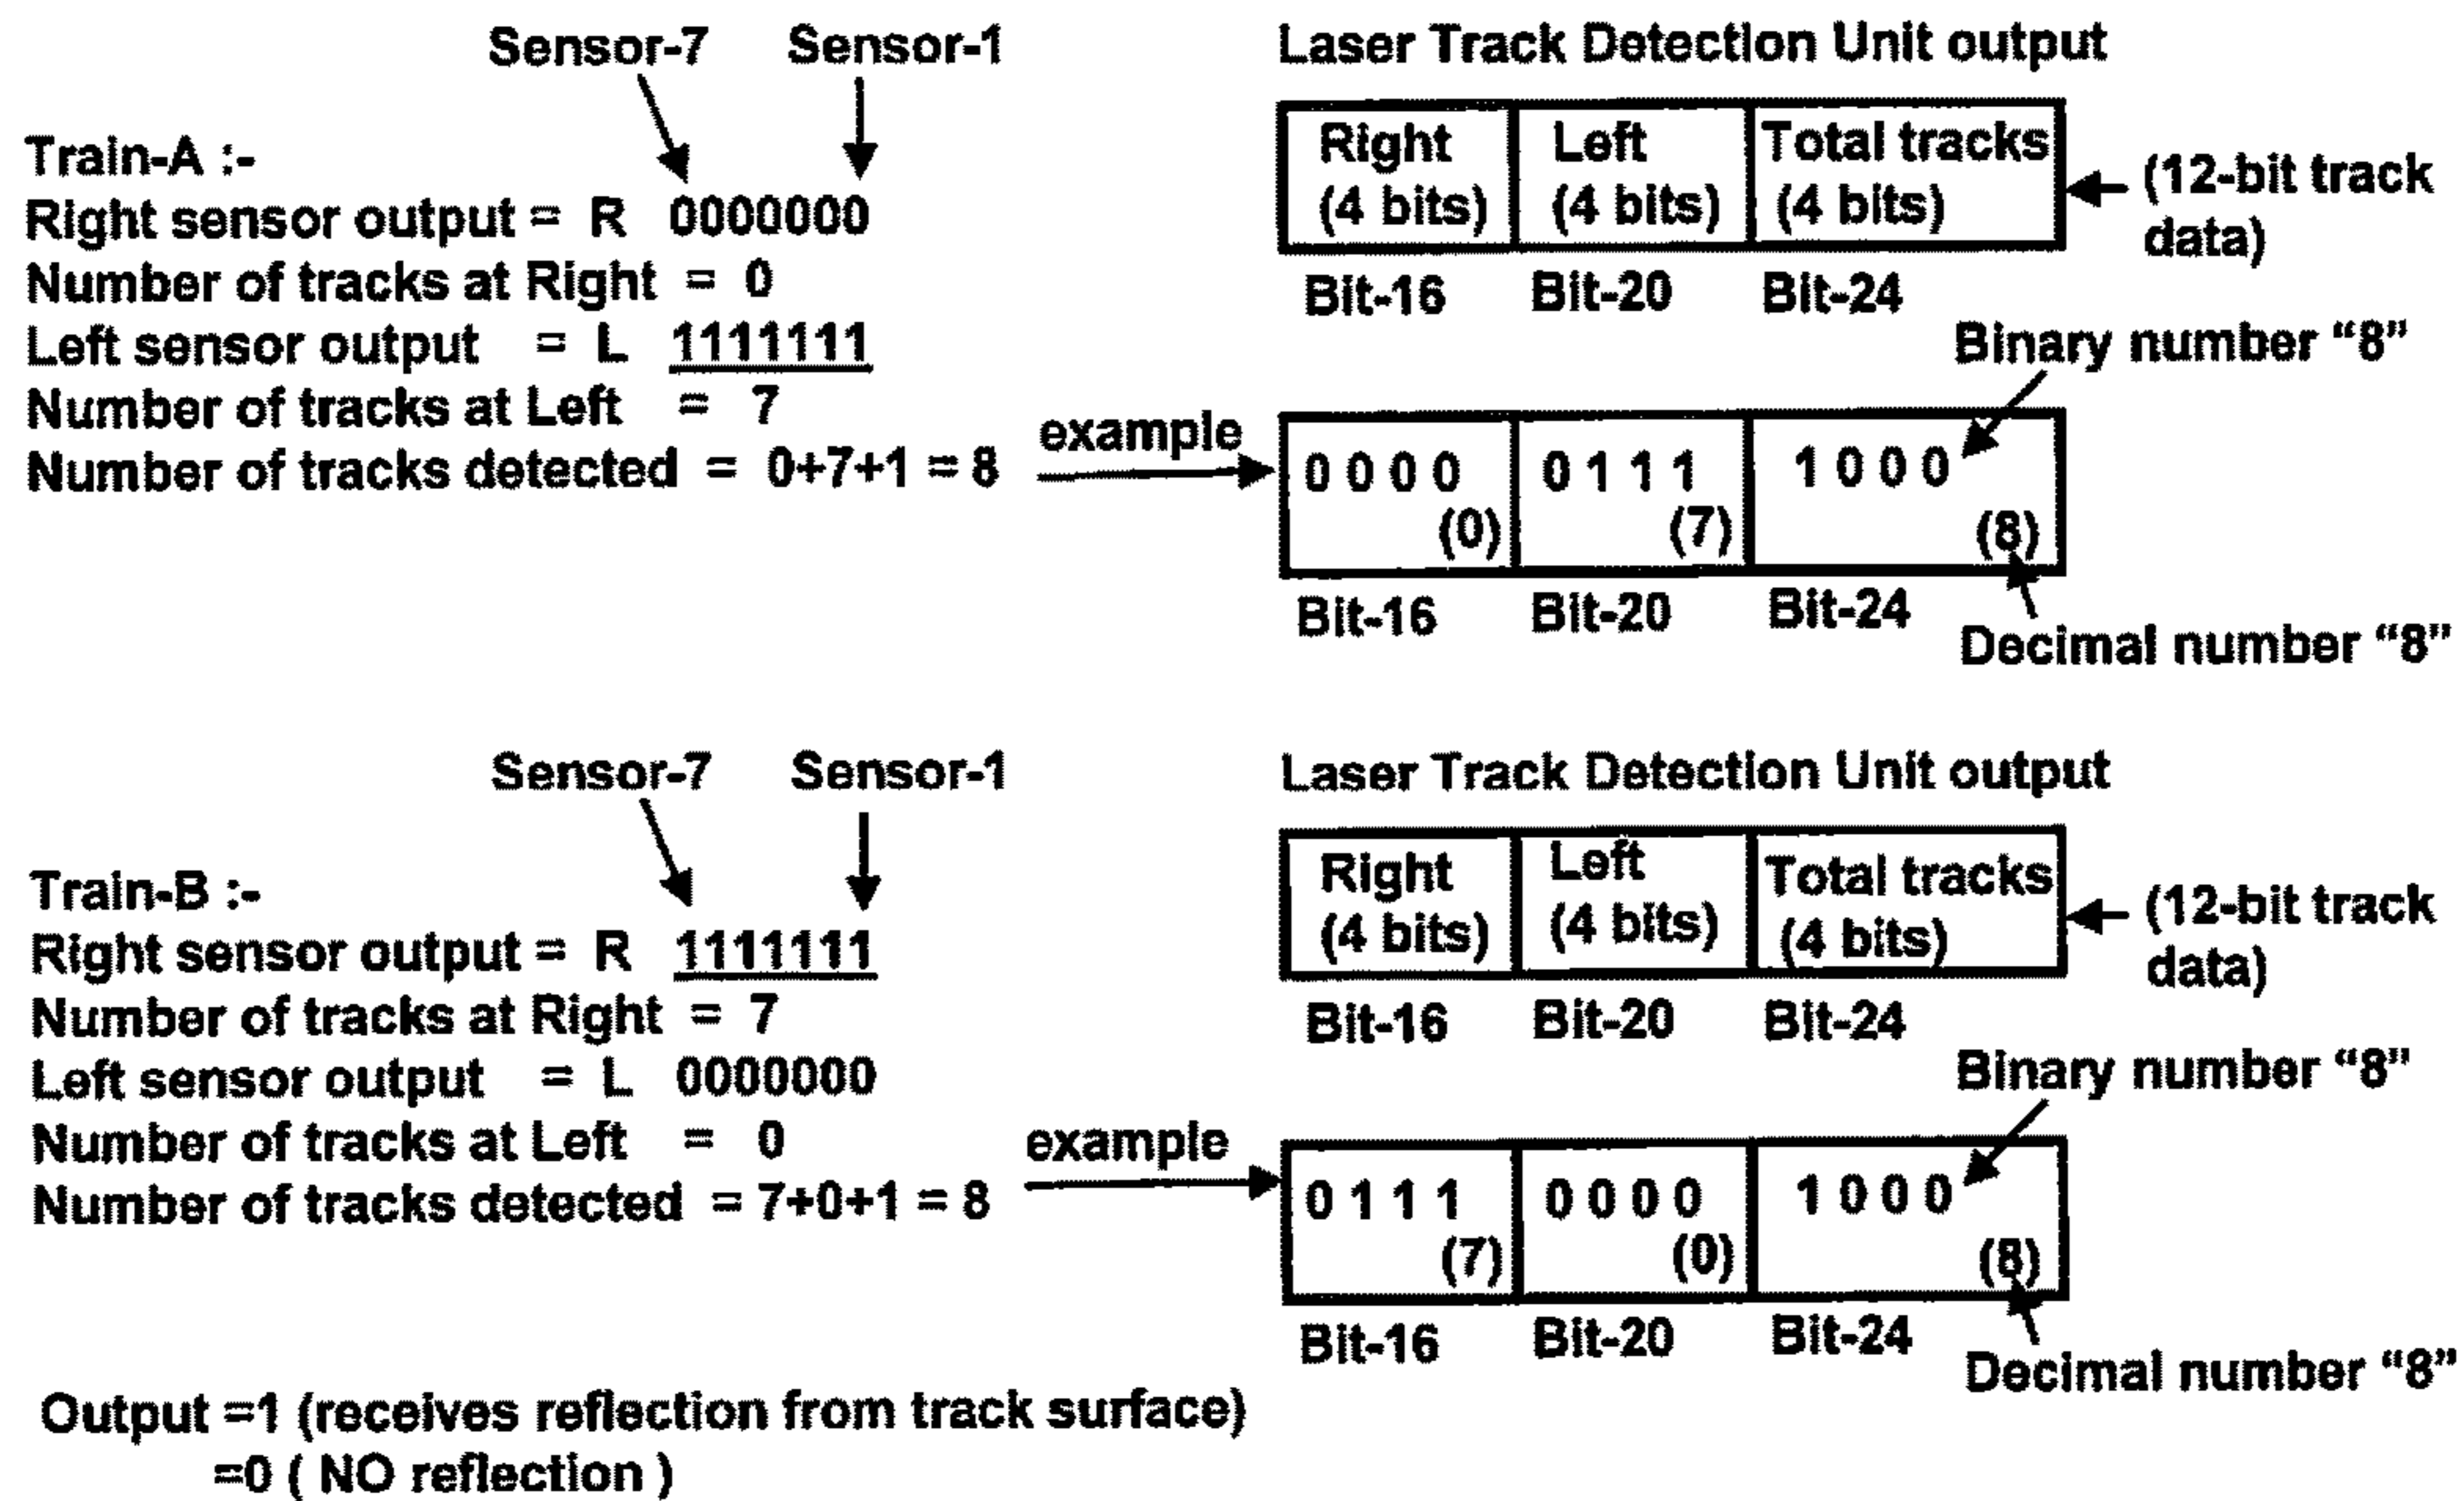 Sensor-7 Sensor-1
Train-A :-
Right sensor output = R 0000000
Number of tracks at Right = 0
Left sensor output = L 1111111
Number of tracks at Left = 7
Number of tracks detected = 0+7+1 = 8
example
Laser Track Detection Unit output
Right (4 bits)
Left (4 bits)
Total tracks (4 bits)
(12-bit track data)
Bit-16 Bit-20 Bit-24
Binary number “8”
0 0 0 0 (0)
0 1 1 1 (7)
1 0 0 0 (8)
Bit-16 Bit-20 Bit-24
Decimal number “8”
Sensor-7 Sensor-1
Train-B :-
Right sensor output = R 1111111
Number of tracks at Right = 7
Left sensor output = L 0000000
Number of tracks at Left = 0
Number of tracks detected = 7+0+1 = 8
example
Laser Track Detection Unit output
Right (4 bits)
Left (4 bits)
Total tracks (4 bits)
(12-bit track data)
Bit-16 Bit-20 Bit-24
Binary number “8”
0 1 1 1 (7)
0 0 0 0 (0)
1 0 0 0 (8)
Bit-16 Bit-20 Bit-24
Decimal number “8”
Output =1 (receives reflection from track surface)
=0 ( NO reflection )